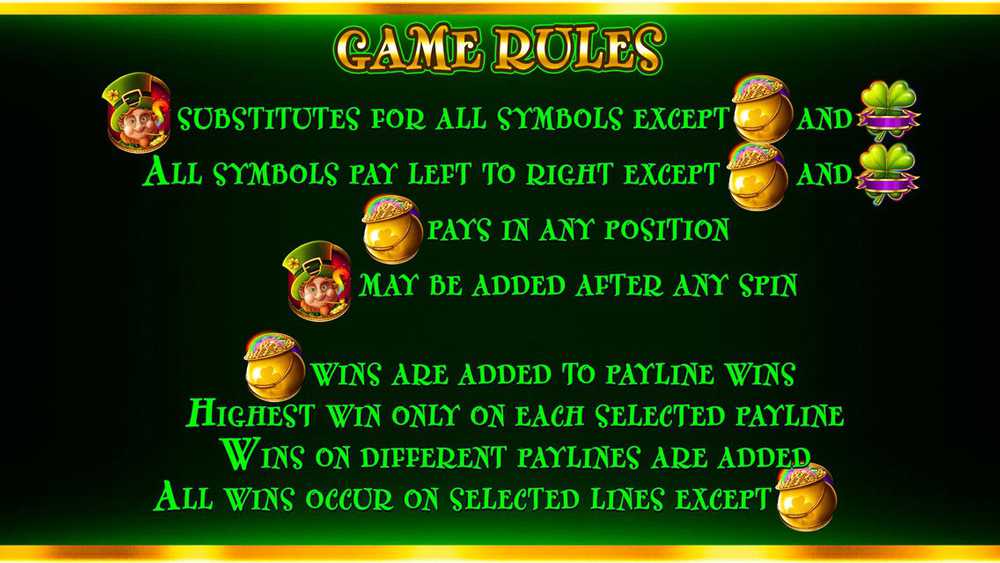 GAME RULES
SUBSTITUTES FOR ALL SYMBOLS EXCEPT AND
ALL SYMBOLS PAY LEFT TO RIGHT EXCEPT AND
PAYS IN ANY POSITION
MAY BE ADDED AFTER ANY SPIN
WINS ARE ADDED TO PAYLINE WINS
HIGHEST WIN ONLY ON EACH SELECTED PAYLINE
WINS ON DIFFERENT PAYLINES ARE ADDED
ALL WINS OCCUR ON SELECTED LINES EXCEPT